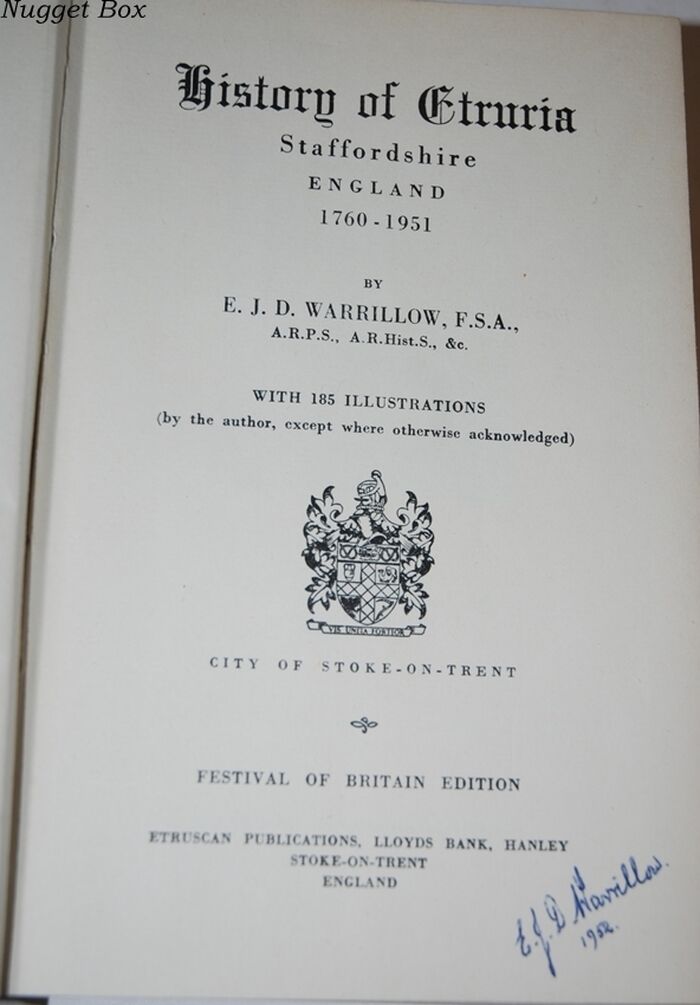 Nugget Box
History of Etruria
Staffordshire
ENGLAND
1760-1951
BY
E. J. D. WARRILLOW, F.S.A.,
A.R.P.S., A.R.Hist.S., &c.
WITH 185 ILLUSTRATIONS
(by the author, except where otherwise acknowledged)
VIS UNITA FORTIOR
CITY OF STOKE-ON-TRENT
FESTIVAL OF BRITAIN EDITION
ETRUSCAN PUBLICATIONS, LLOYDS BANK, HANLEY
STOKE-ON-TRENT
ENGLAND
E.J.D Warrillow.
1952.